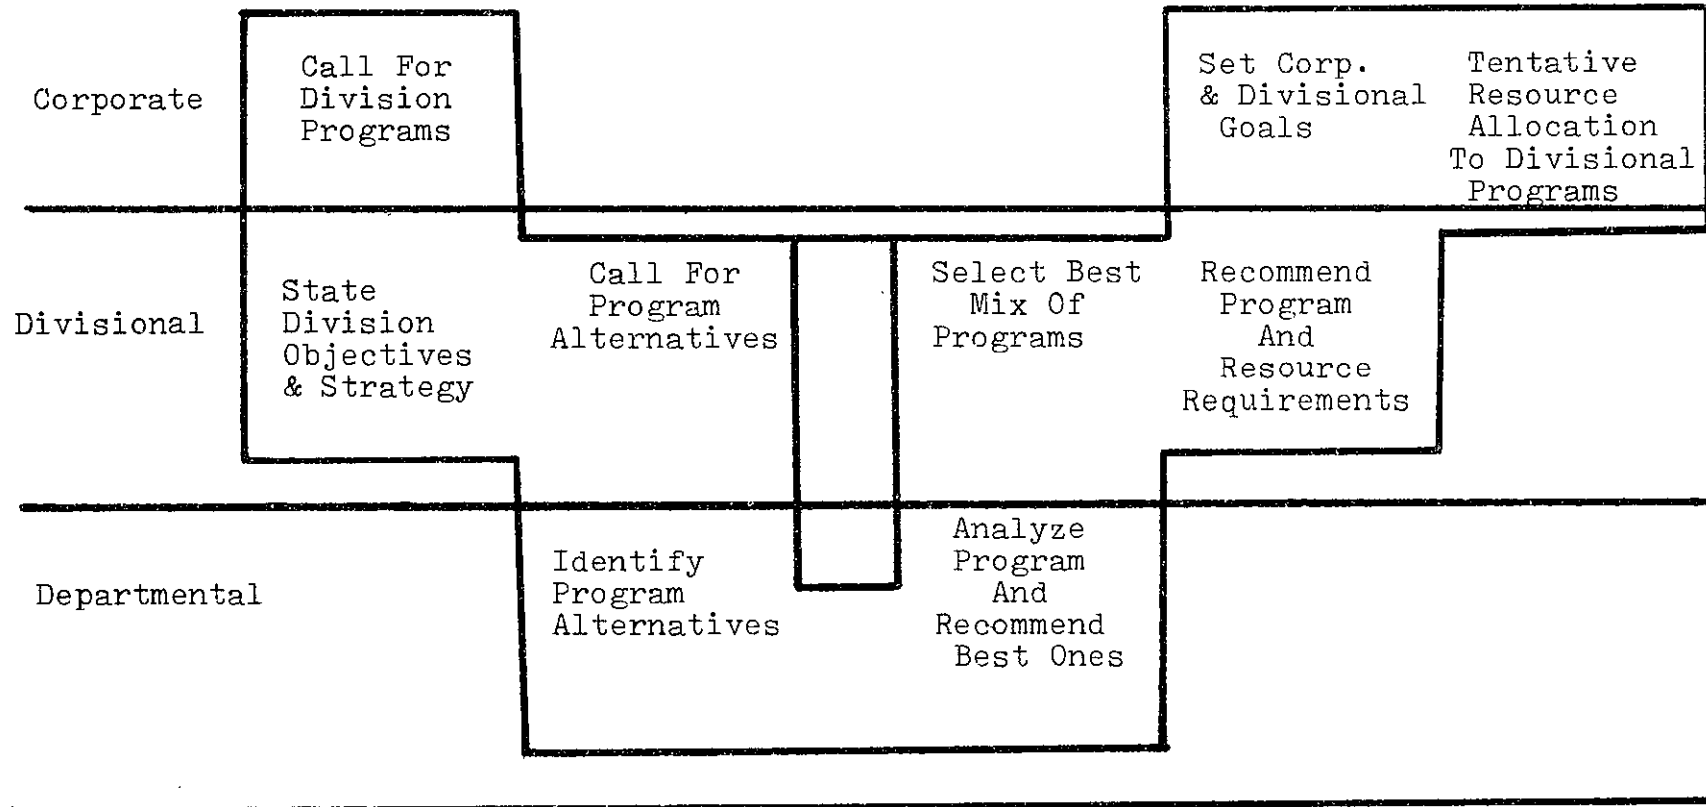 Corporate
Call For
Division
Programs
Set Corp.
& Divisional
Goals
Tentative
Resource
Allocation
To Divisional
Programs
Divisional
State
Division
Objectives
& Strategy
Call For
Program
Alternatives
Select Best
Mix Of
Programs
Recommend
Program
And
Resource
Requirements
Departmental
Identify
Program
Alternatives
Analyze
Program
And
Recommend
Best Ones